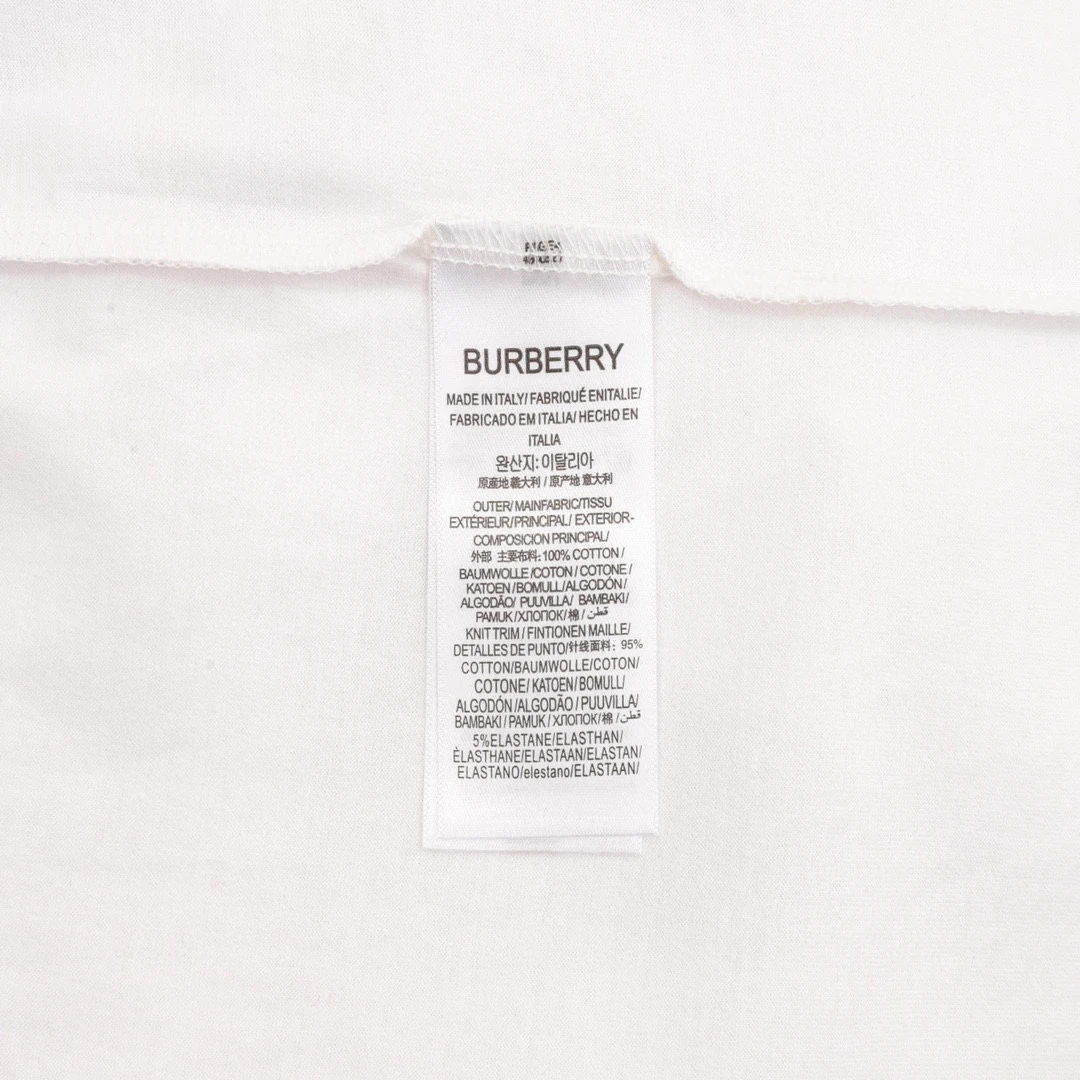 BURBERRY
MADE IN ITALY/ FABRIQUÉ ENITALIE/
FABRICADO EM ITALIA/ HECHO EN
ITALIA
완산지: 이탈리아
原産地 義大利 / 原产地 意大利
OUTER/ MAINFABRIC/TISSU
EXTÉRIEUR/PRINCIPAL/ EXTERIOR-
COMPOSICION PRINCIPAL/
外部 主要布料: 100% COTTON /
BAUMWOLLE /COTON / COTONE /
KATOEN /BOMULL/ALGODÓN /
ALGODÃO/ PUUVILLA/ BAMBAKI /
PAMUK /ХЛОПОК/ 棉 / قطن
KNIT TRIM / FINTIONEN MAILLE/
DETALLES DE PUNTO/针线面料: 95%
COTTON/BAUMWOLLE/COTON/
COTONE/ KATOEN/ BOMULL/
ALGODÓN /ALGODÃO / PUUVILLA/
BAMBAKI / PAMUK / ХЛОПОК/ 棉 / قطن
5%ELASTANE/ELASTHAN/
ÈLASTHANE/ELASTAAN/ELASTAN/
ELASTANO/elestano/ELASTAAN/